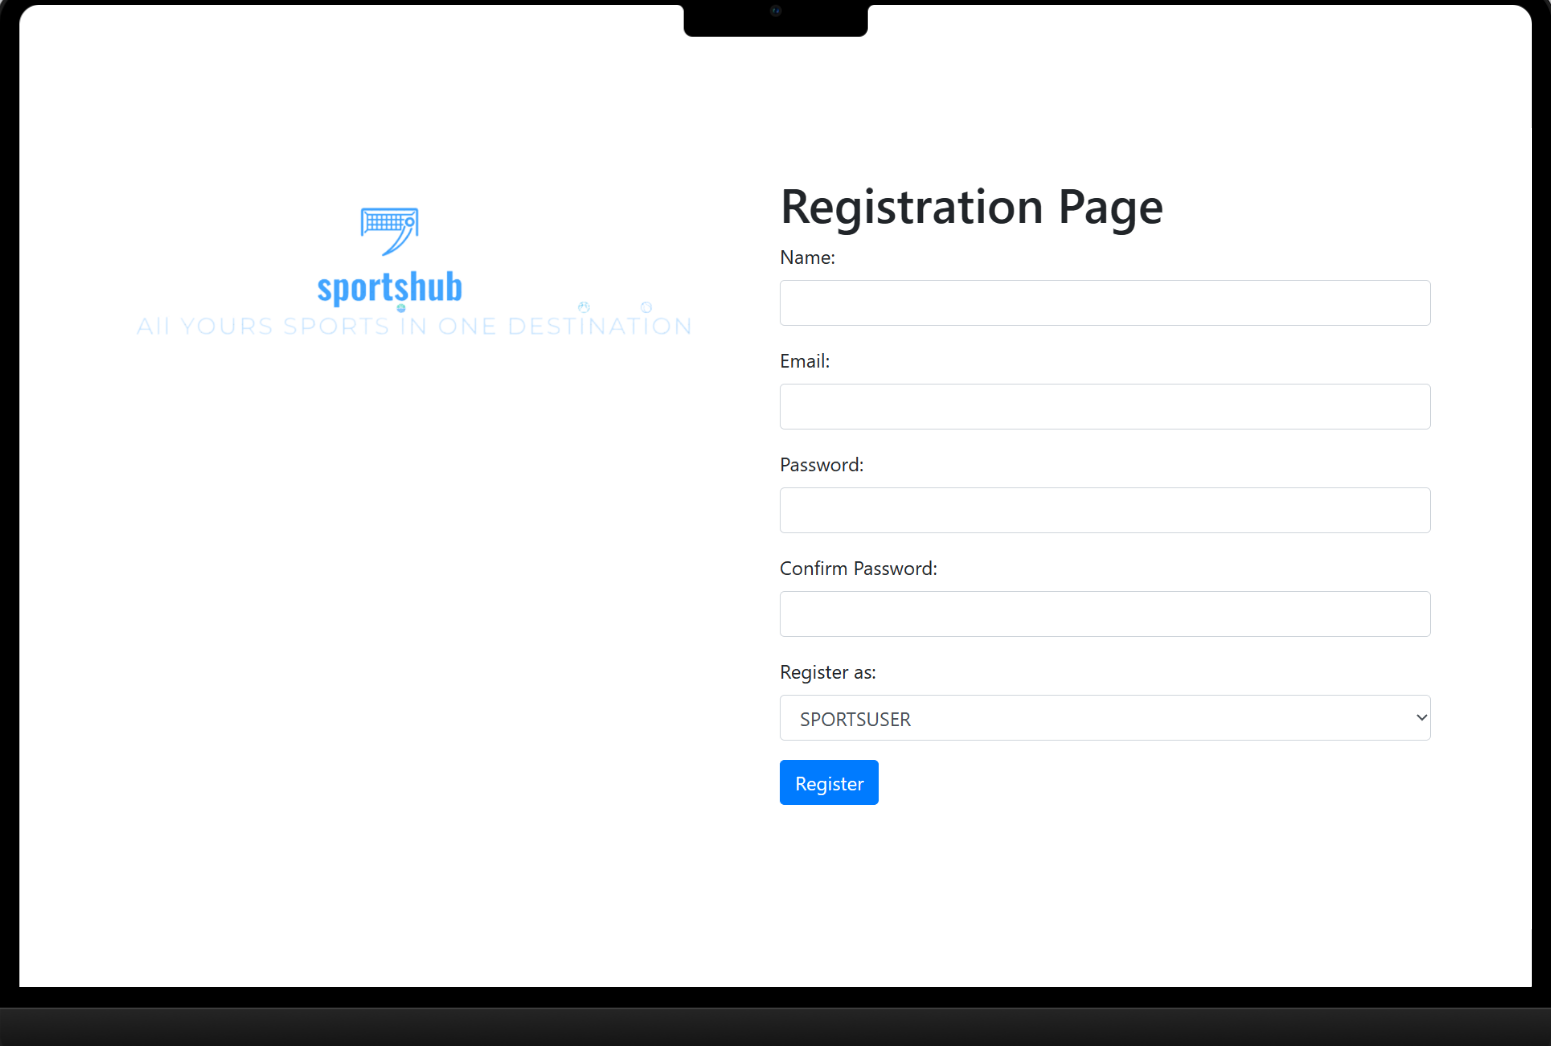 sportshub
All YOURS SPORTS IN ONE DESTINATION
Registration Page
Name:
Email:
Password:
Confirm Password:
Register as:
SPORTSUSER
Register